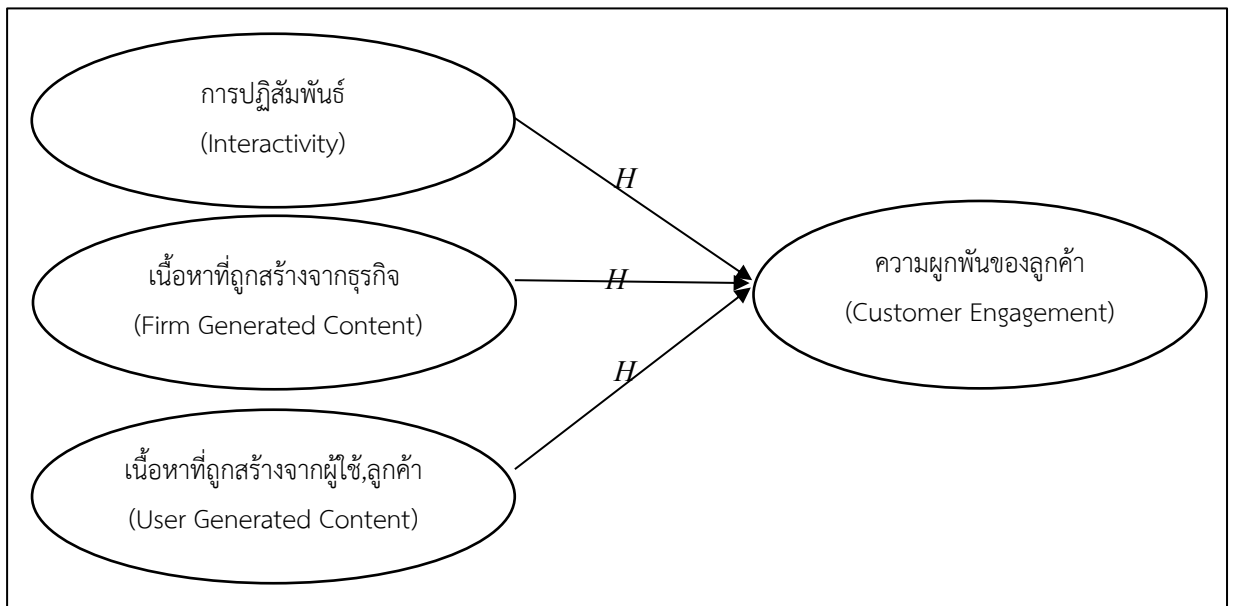 การปฏิสัมพันธ์
(Interactivity)
H
เนื้อหาที่ถูกสร้างจากธุรกิจ
(Firm Generated Content)
H
ความผูกพันของลูกค้า
(Customer Engagement)
H
เนื้อหาที่ถูกสร้างจากผู้ใช้,ลูกค้า
(User Generated Content)